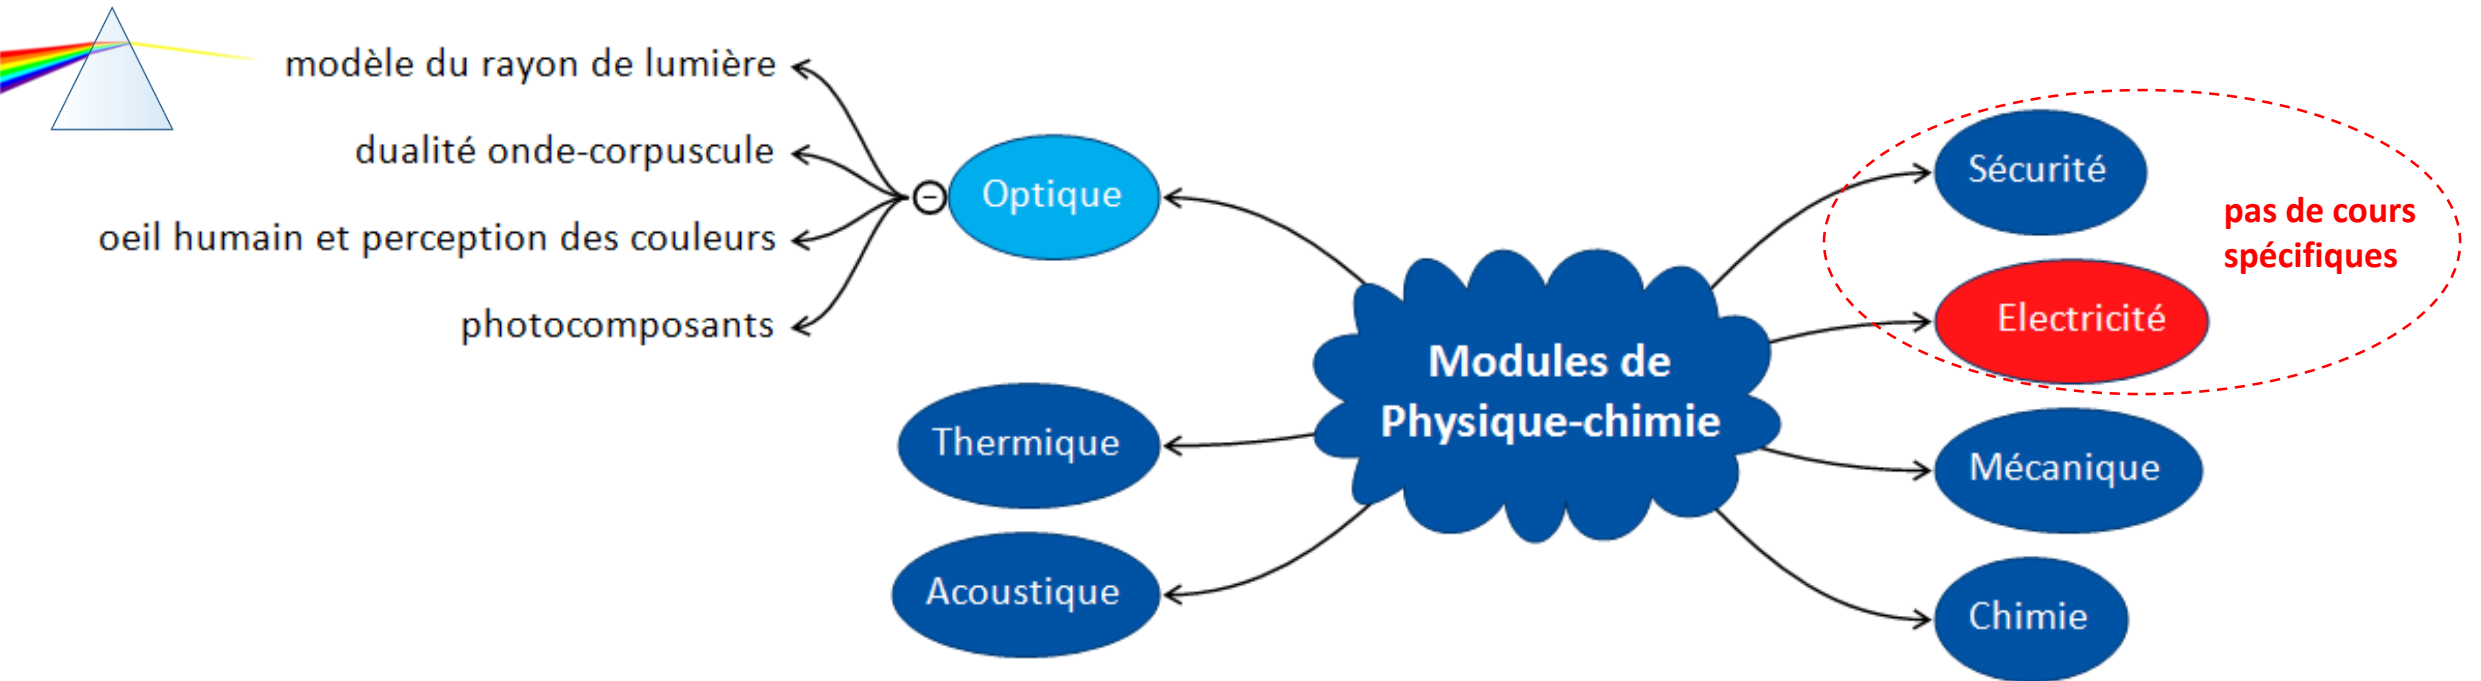 modèle du rayon de lumière
dualité onde-corpuscule
oeil humain et perception des couleurs
photocomposants
Optique
Thermique
Acoustique
Modules de
Physique-chimie
Sécurité
Electricité
pas de cours
spécifiques
Mécanique
Chimie